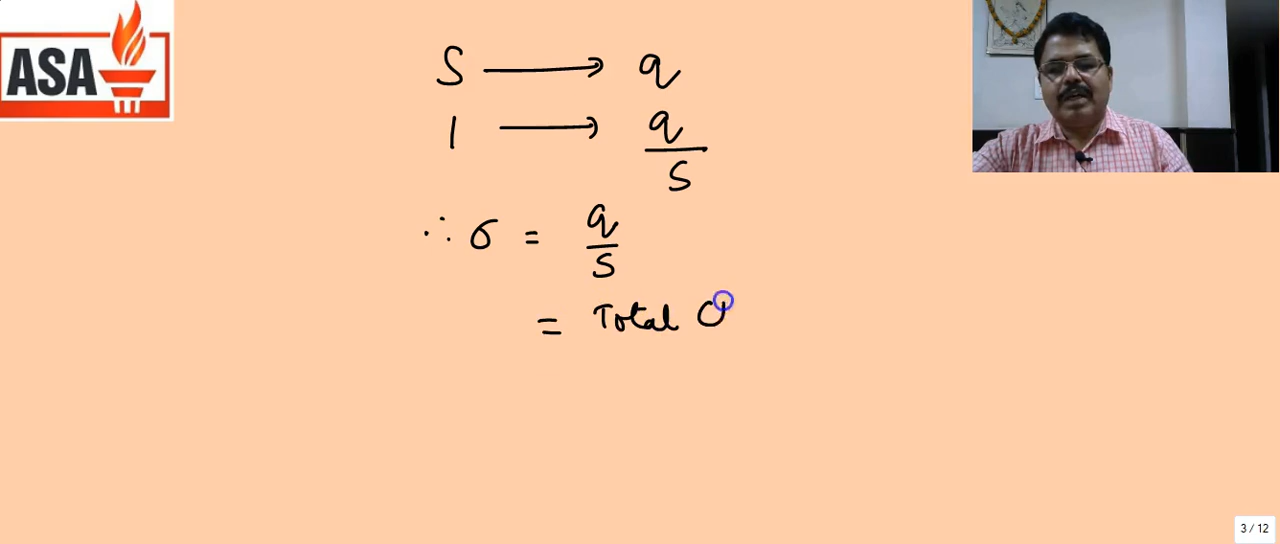 ASA
S → q
1 → q/S
∴ σ = q/S
= Total
3 / 12